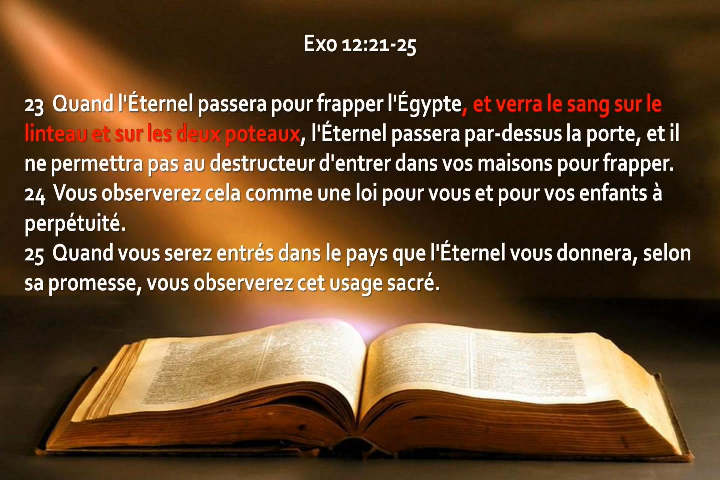 Exo 12:21-25
23 Quand l'Éternel passera pour frapper l'Égypte, et verra le sang sur le
linteau et sur les deux poteaux, l'Éternel passera par-dessus la porte, et il
ne permettra pas au destructeur d'entrer dans vos maisons pour frapper.
24 Vous observerez cela comme une loi pour vous et pour vos enfants à
perpétuité.
25 Quand vous serez entrés dans le pays que l'Éternel vous donnera, selon
sa promesse, vous observerez cet usage sacré.